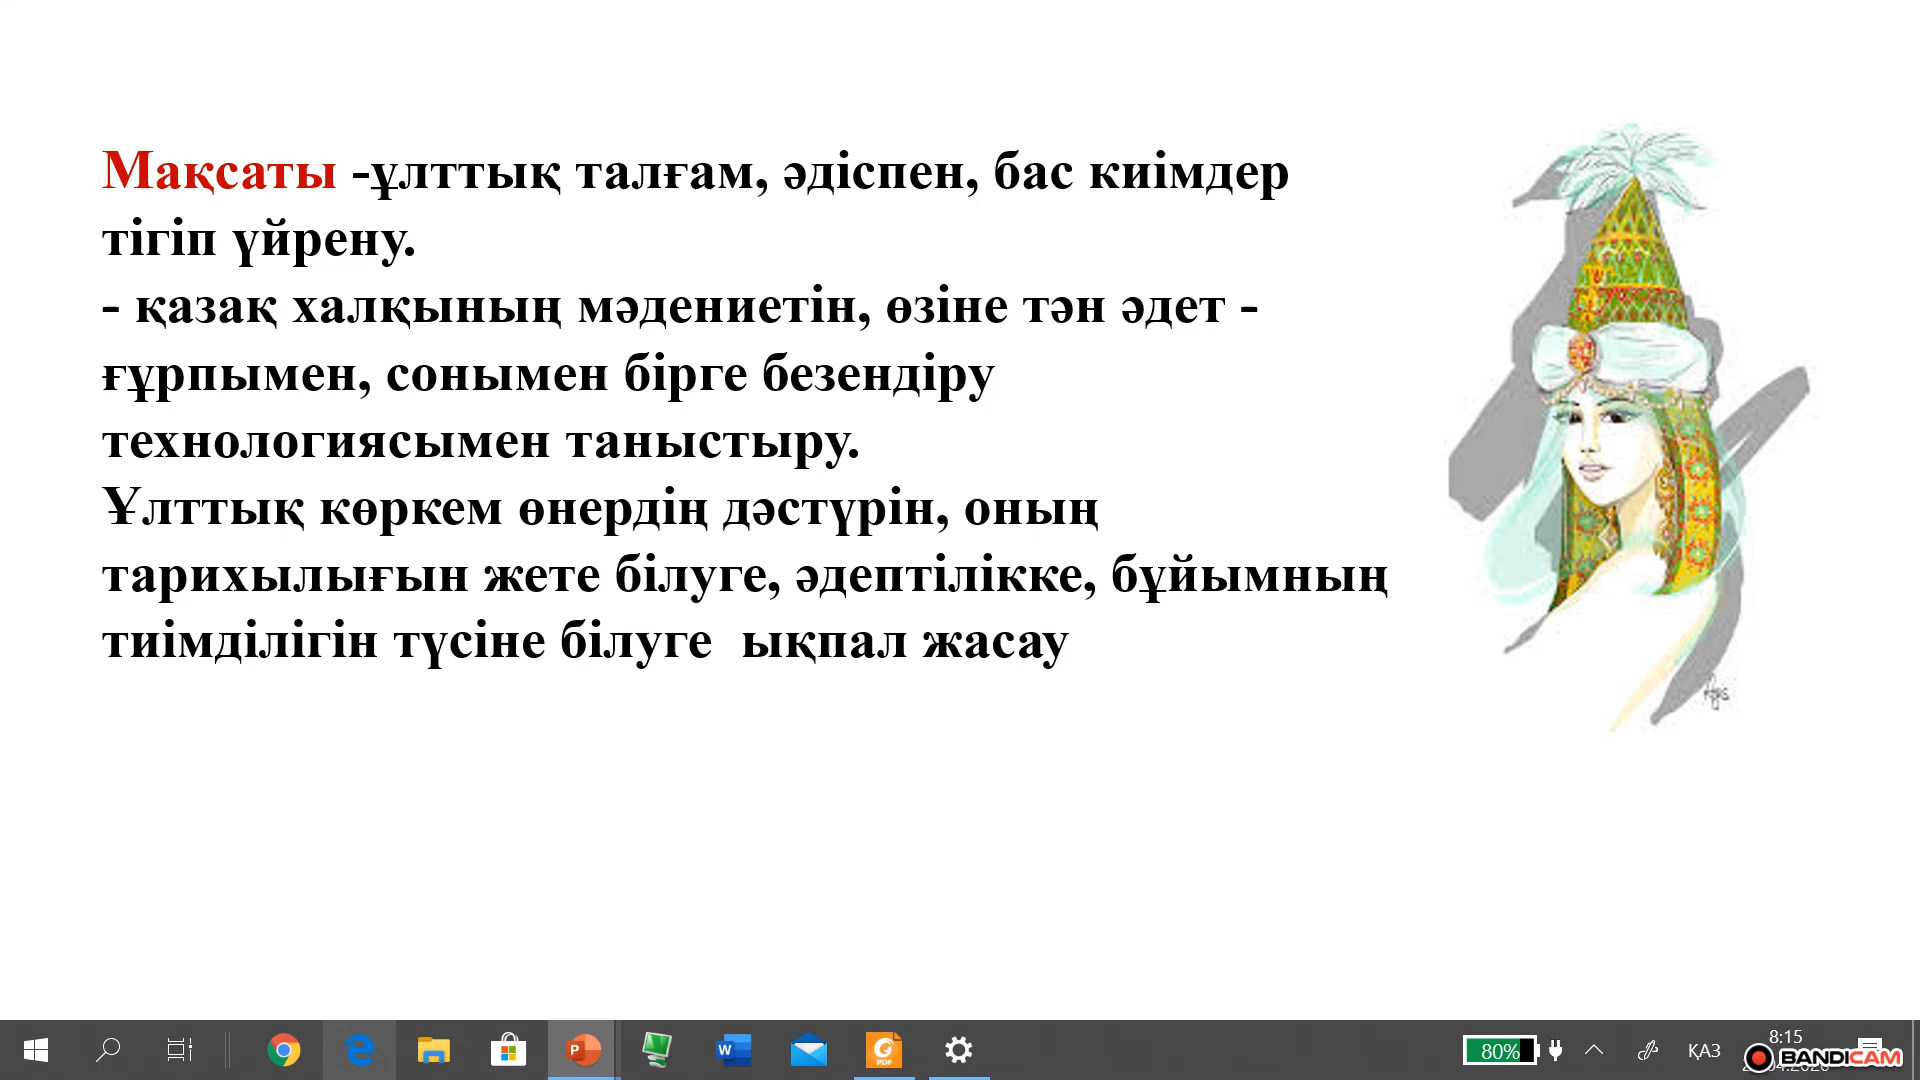 Мақсаты -ұлттық талғам, әдіспен, бас киімдер
тігіп үйрену.
- қазақ халқының мәдениетін, өзіне тән әдет -
ғұрпымен, сонымен бірге безендіру
технологиясымен таныстыру.
Ұлттық көркем өнердің дәстүрін, оның
тарихылығын жете білуге, әдептілікке, бұйымның
тиімділігін түсіне білуге  ықпал жасау
80%
ҚАЗ
8:15
BANDICAM